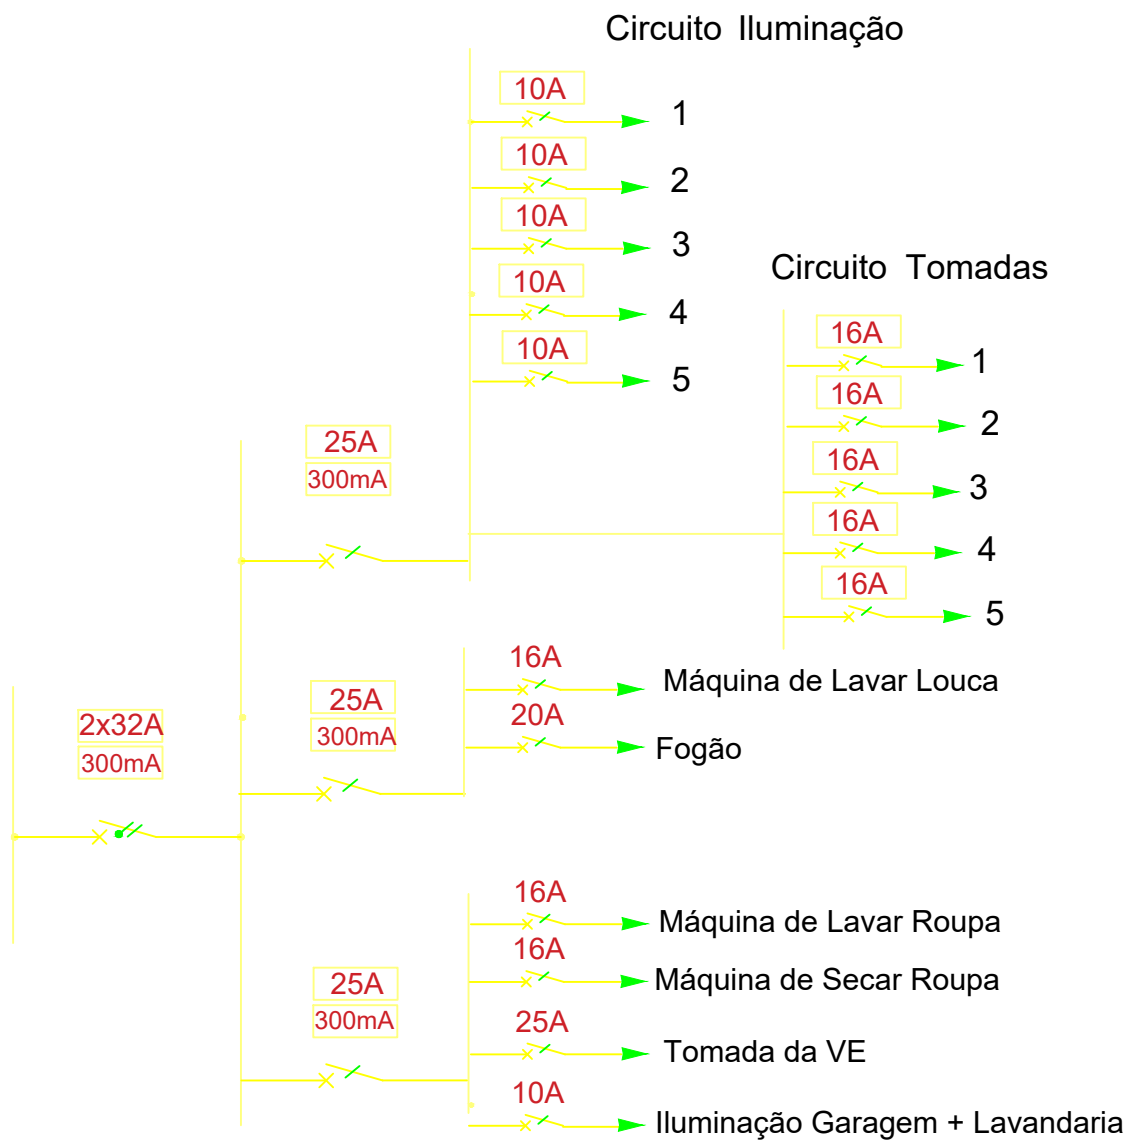 Circuito Iluminação
10A
1
10A
2
10A
3
10A
4
10A
5
Circuito Tomadas
16A
1
16A
2
16A
3
16A
4
16A
5
25A
300mA
25A
300mA
16A
Máquina de Lavar Louca
20A
Fogão
2x32A
300mA
25A
300mA
16A
Máquina de Lavar Roupa
16A
Máquina de Secar Roupa
25A
Tomada da VE
10A
Iluminação Garagem + Lavandaria